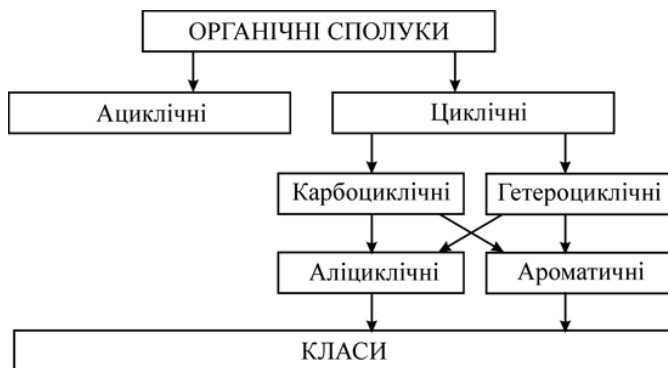 ОРГАНІЧНІ СПОЛУКИ
Ациклічні
Циклічні
Карбоциклічні
Гетероциклічні
Аліциклічні
Ароматичні
КЛАСИ